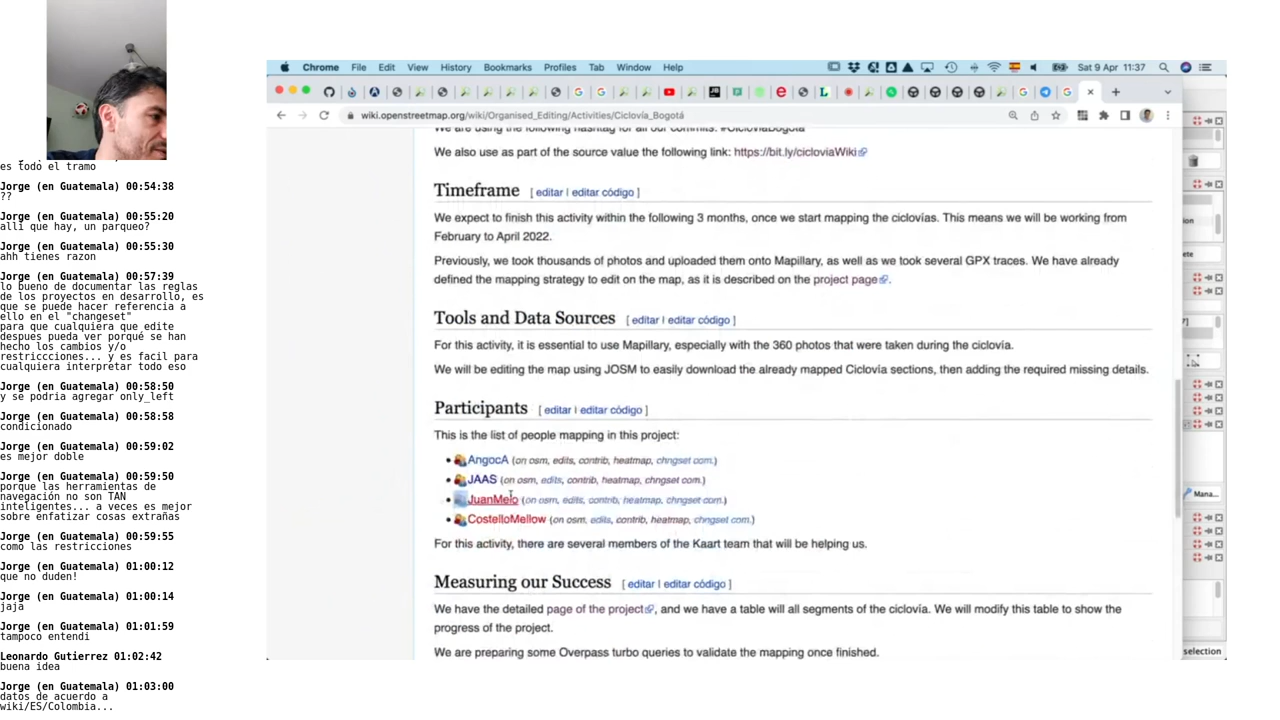 es todo el tramo
Jorge (en Guatemala) 00:54:38
??
Jorge (en Guatemala) 00:55:20
alli que hay, un parqueo?
Jorge (en Guatemala) 00:55:30
ahh tienes razon
Jorge (en Guatemala) 00:57:39
lo bueno de documentar las reglas
de los proyectos en desarrollo, es
que se puede hacer referencia a
ello en el "changeset"
para que cualquiera que edite
despues pueda ver porqué se han
hecho los cambios y/o
restriccciones... y es facil para
cualquiera interpretar todo eso
Jorge (en Guatemala) 00:58:50
y se podria agregar only_left
Jorge (en Guatemala) 00:58:58
condicionado
Jorge (en Guatemala) 00:59:02
es mejor doble
Jorge (en Guatemala) 00:59:50
porque las herramientas de
navegación no son TAN
inteligentes... a veces es mejor
sobre enfatizar cosas extrañas
Jorge (en Guatemala) 00:59:55
como las restricciones
Jorge (en Guatemala) 01:00:12
que no duden!
Jorge (en Guatemala) 01:00:14
jaja
Jorge (en Guatemala) 01:01:59
tampoco entendi
Leonardo Gutierrez 01:02:42
buena idea
Jorge (en Guatemala) 01:03:00
datos de acuerdo a
wiki/ES/Colombia...
Chrome File Edit View History Bookmarks Profiles Tab Window Help Sat 9 Apr 11:37
wiki.openstreetmap.org/wiki/Organised_Editing/Activities/Ciclovía_Bogotá
We are using the following hashtag for all our commits: #CicloviaBogota
We also use as part of the source value the following link: https://bit.ly/cicloviaWiki
Timeframe [ editar | editar código ]
We expect to finish this activity within the following 3 months, once we start mapping the ciclovías. This means we will be working from
February to April 2022.
Previously, we took thousands of photos and uploaded them onto Mapillary, as well as we took several GPX traces. We have already
defined the mapping strategy to edit on the map, as it is described on the project page.
Tools and Data Sources [ editar | editar código ]
For this activity, it is essential to use Mapillary, especially with the 360 photos that were taken during the ciclovía.
We will be editing the map using JOSM to easily download the already mapped Ciclovía sections, then adding the required missing details.
Participants [ editar | editar código ]
This is the list of people mapping in this project:
• AngocA (on osm, edits, contrib, heatmap, chngset com.)
• JAAS (on osm, edits, contrib, heatmap, chngset com.)
• JuanMelo (on osm, edits, contrib, heatmap, chngset com.)
• CostelloMellow (on osm, edits, contrib, heatmap, chngset com.)
For this activity, there are several members of the Kaart team that will be helping us.
Measuring our Success [ editar | editar código ]
We have the detailed page of the project, and we have a table will all segments of the ciclovía. We will modify this table to show the
progress of the project.
We are preparing some Overpass turbo queries to validate the mapping once finished.
ion
ete
Mana...
selection